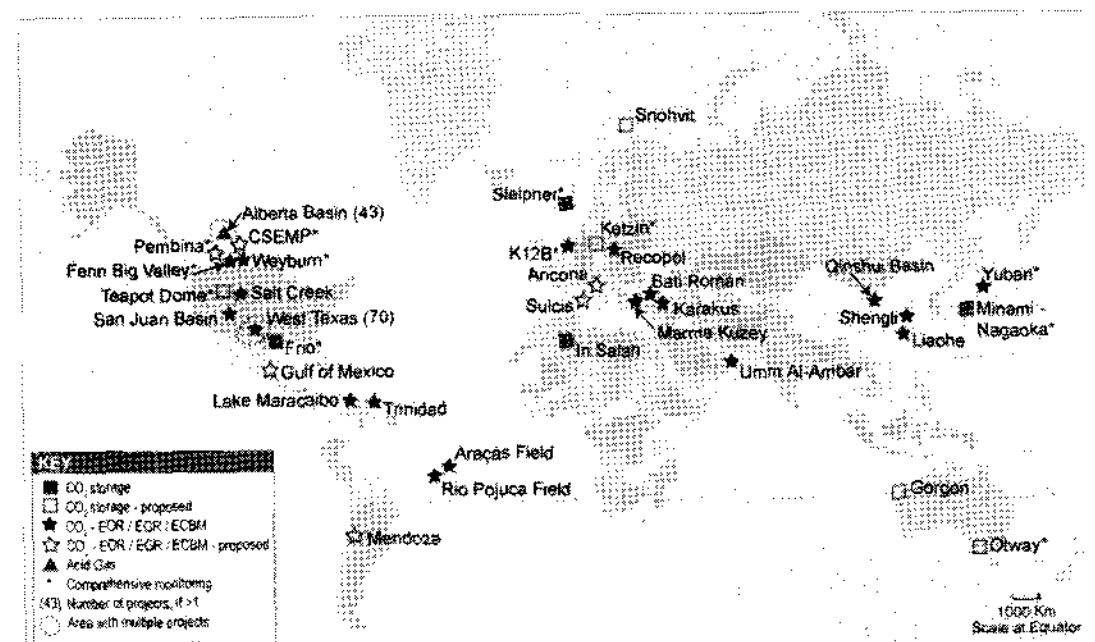 Snohvit
Sleipner*
Alberta Basin (43)
CSEMP*
Pembina*
Ketzin*
K12B*
Recopol
Fenn Big Valley*
Weyburn*
Ancona
Bati Roman
Qinshui Basin
Yubari*
Teapot Dome*
Salt Creek
Sulcis
Karakus
San Juan Basin
West Texas (70)
Marma Kuzey
Shengli
Minami -
Nagaoka*
Frio*
In Salah
Liaohe
Gulf of Mexico
Umm Al-Ambar
Lake Maracaibo
Trinidad
Araças Field
Rio Pojuca Field
Gorgon
Mendoza
Otway*
KEY
CO₂ storage
CO₂ storage - proposed
CO₂ - EOR / EGR / ECBM
CO₂ - EOR / EGR / ECBM - proposed
Acid Gas
* Comprehensive monitoring
(43) Number of projects, if >1
Area with multiple projects
1000 Km
Scale at Equator